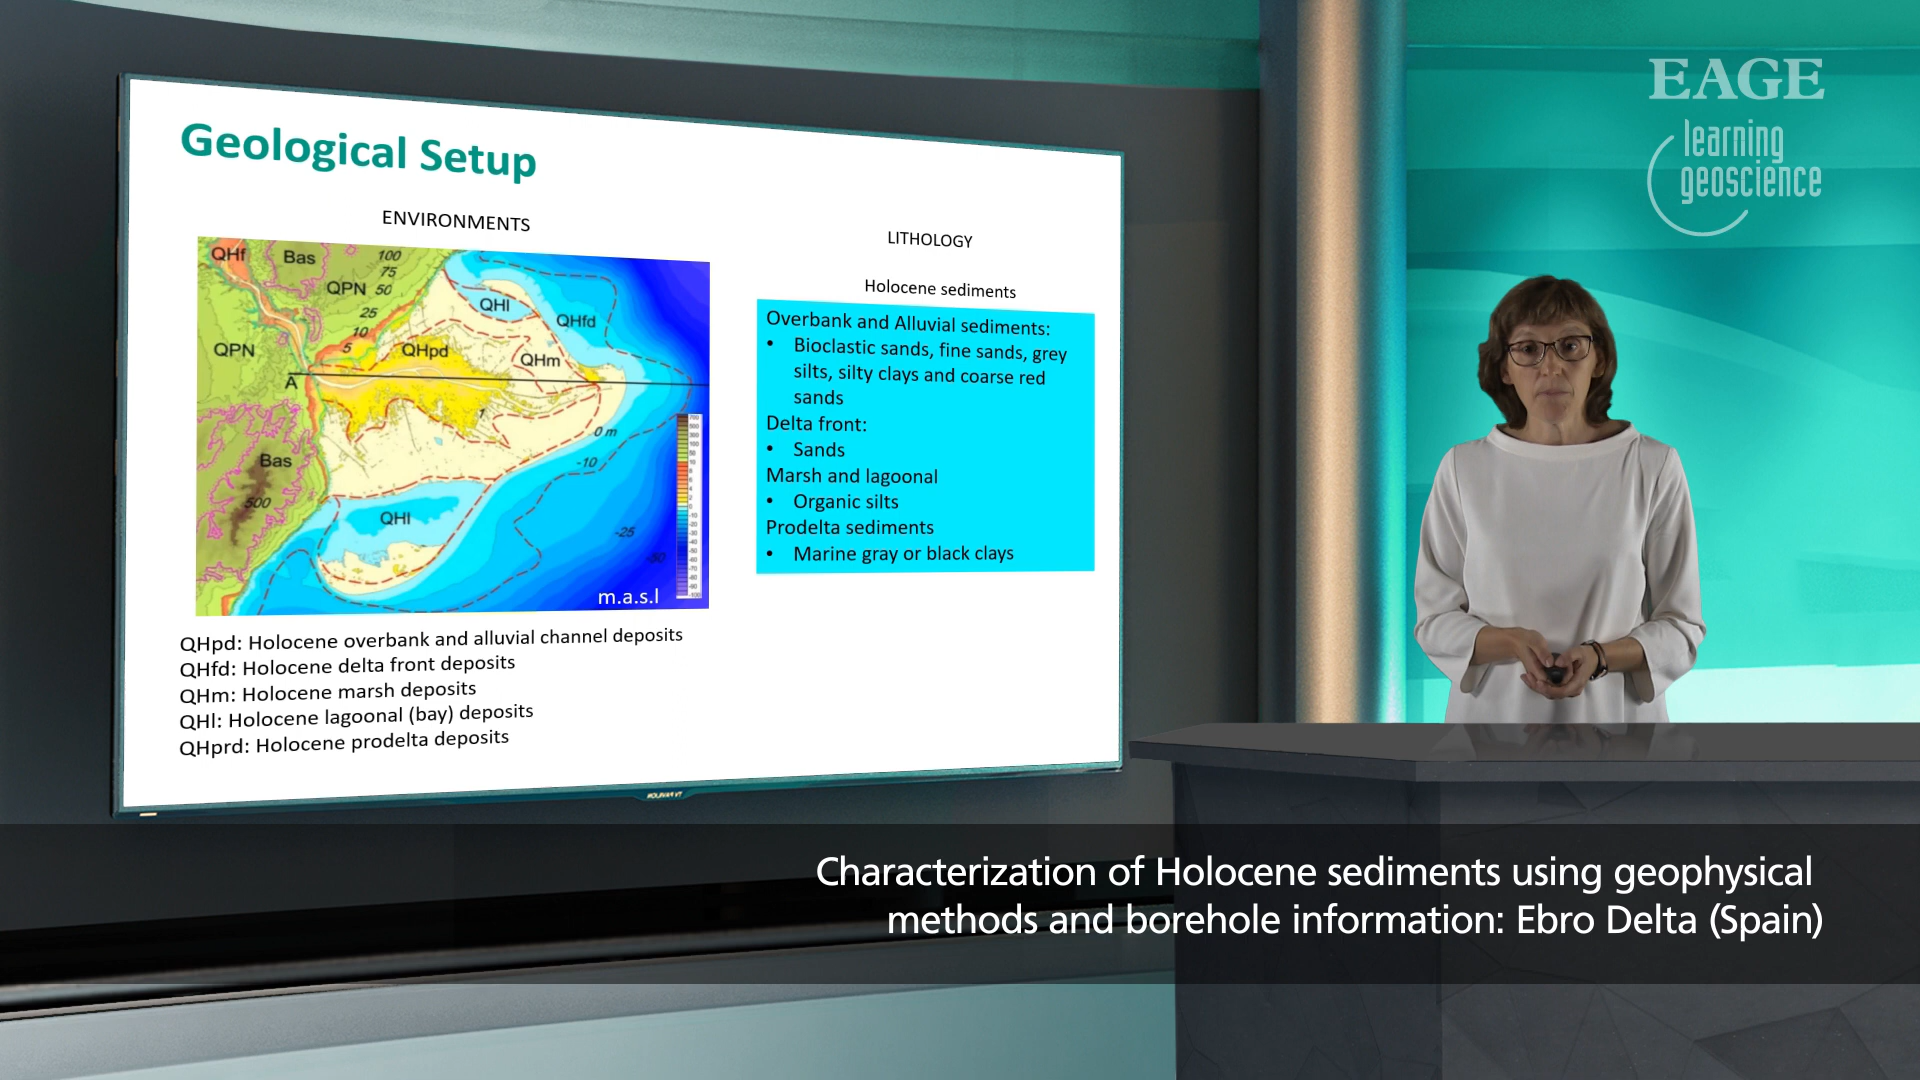 EAGE
learning
geoscience
Geological Setup
ENVIRONMENTS
QHf
Bas
100
75
QPN 50
25
10
5
QPN
A
QHl
QHfd
QHpd
QHm
1
0 m
-10
Bas
500
QHl
-25
-50
m.a.s.l
QHpd: Holocene overbank and alluvial channel deposits
QHfd: Holocene delta front deposits
QHm: Holocene marsh deposits
QHl: Holocene lagoonal (bay) deposits
QHprd: Holocene prodelta deposits
LITHOLOGY
Holocene sediments
Overbank and Alluvial sediments:
• Bioclastic sands, fine sands, grey
silts, silty clays and coarse red
sands
Delta front:
• Sands
Marsh and lagoonal
• Organic silts
Prodelta sediments
• Marine gray or black clays
Characterization of Holocene sediments using geophysical
methods and borehole information: Ebro Delta (Spain)